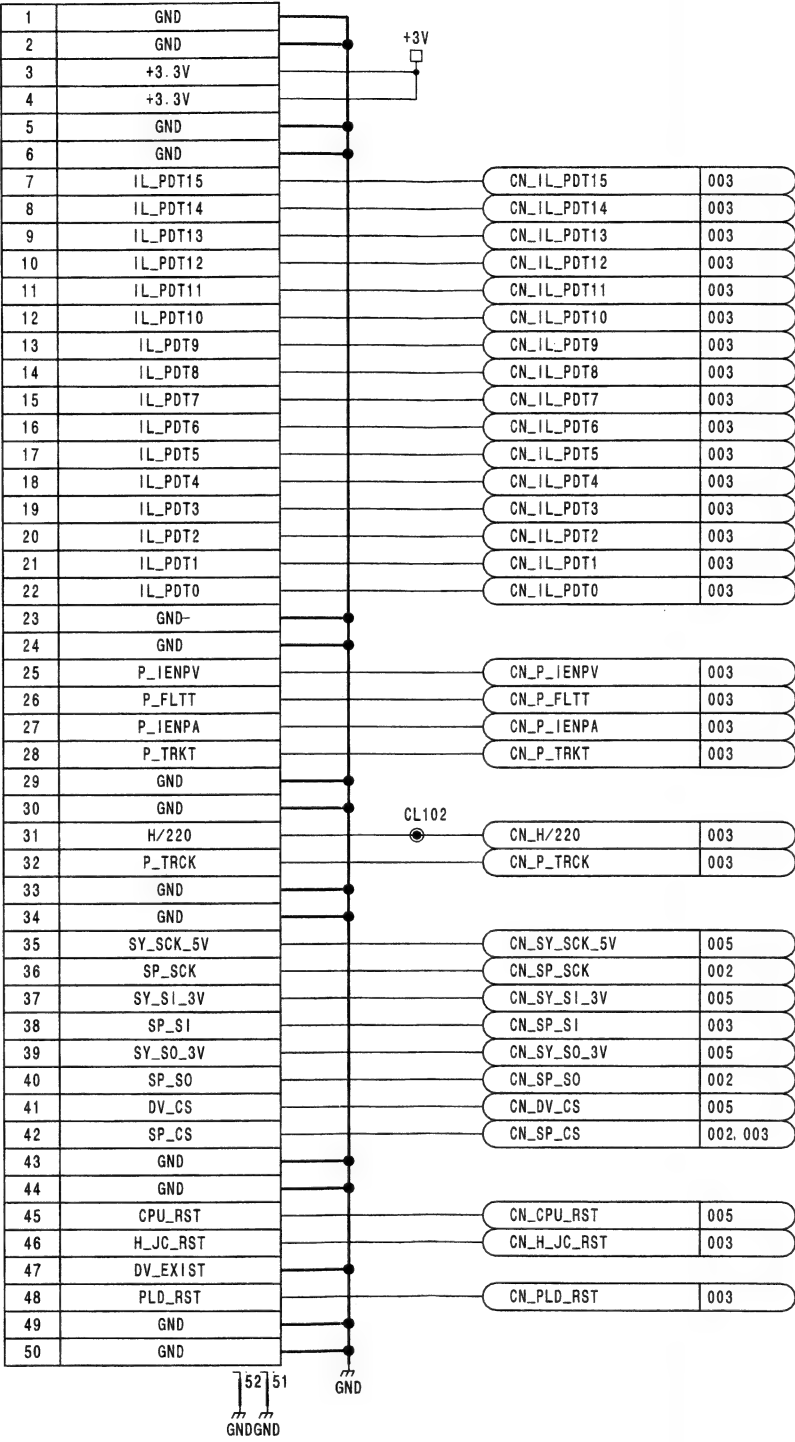 1 GND
2 GND
+3V
3 +3.3V
4 +3.3V
5 GND
6 GND
7 IL_PDT15 CN_IL_PDT15 003
8 IL_PDT14 CN_IL_PDT14 003
9 IL_PDT13 CN_IL_PDT13 003
10 IL_PDT12 CN_IL_PDT12 003
11 IL_PDT11 CN_IL_PDT11 003
12 IL_PDT10 CN_IL_PDT10 003
13 IL_PDT9 CN_IL_PDT9 003
14 IL_PDT8 CN_IL_PDT8 003
15 IL_PDT7 CN_IL_PDT7 003
16 IL_PDT6 CN_IL_PDT6 003
17 IL_PDT5 CN_IL_PDT5 003
18 IL_PDT4 CN_IL_PDT4 003
19 IL_PDT3 CN_IL_PDT3 003
20 IL_PDT2 CN_IL_PDT2 003
21 IL_PDT1 CN_IL_PDT1 003
22 IL_PDT0 CN_IL_PDT0 003
23 GND-
24 GND
25 P_IENPV CN_P_IENPV 003
26 P_FLTT CN_P_FLTT 003
27 P_IENPA CN_P_IENPA 003
28 P_TRKT CN_P_TRKT 003
29 GND
30 GND
CL102
31 H/220 CN_H/220 003
32 P_TRCK CN_P_TRCK 003
33 GND
34 GND
35 SY_SCK_5V CN_SY_SCK_5V 005
36 SP_SCK CN_SP_SCK 002
37 SY_SI_3V CN_SY_SI_3V 005
38 SP_SI CN_SP_SI 003
39 SY_SO_3V CN_SY_SO_3V 005
40 SP_SO CN_SP_SO 002
41 DV_CS CN_DV_CS 005
42 SP_CS CN_SP_CS 002, 003
43 GND
44 GND
45 CPU_RST CN_CPU_RST 005
46 H_JC_RST CN_H_JC_RST 003
47 DV_EXIST
48 PLD_RST CN_PLD_RST 003
49 GND
50 GND
52 51 GND
GND GND